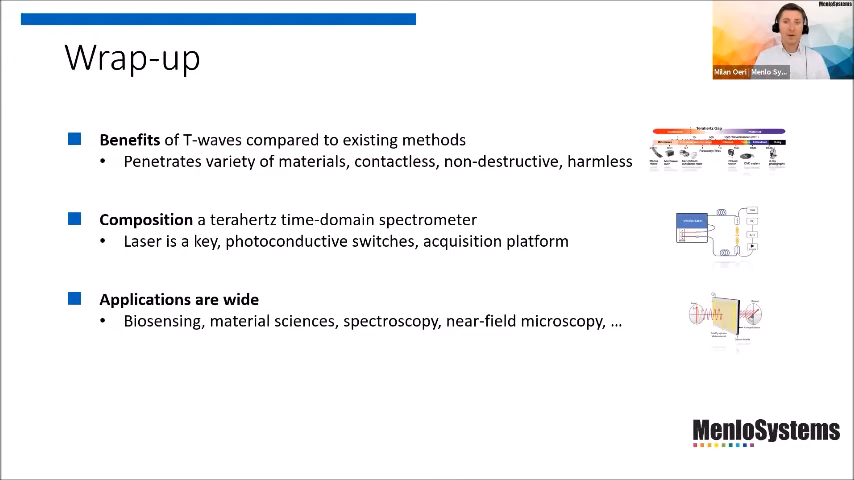 MenloSystems
Wrap-up
Milan Oeri | Menlo Sy...
Benefits of T-waves compared to existing methods
• Penetrates variety of materials, contactless, non-destructive, harmless
Terahertz Gap
Composition a terahertz time-domain spectrometer
• Laser is a key, photoconductive switches, acquisition platform
Applications are wide
• Biosensing, material sciences, spectroscopy, near-field microscopy, ...
MenloSystems